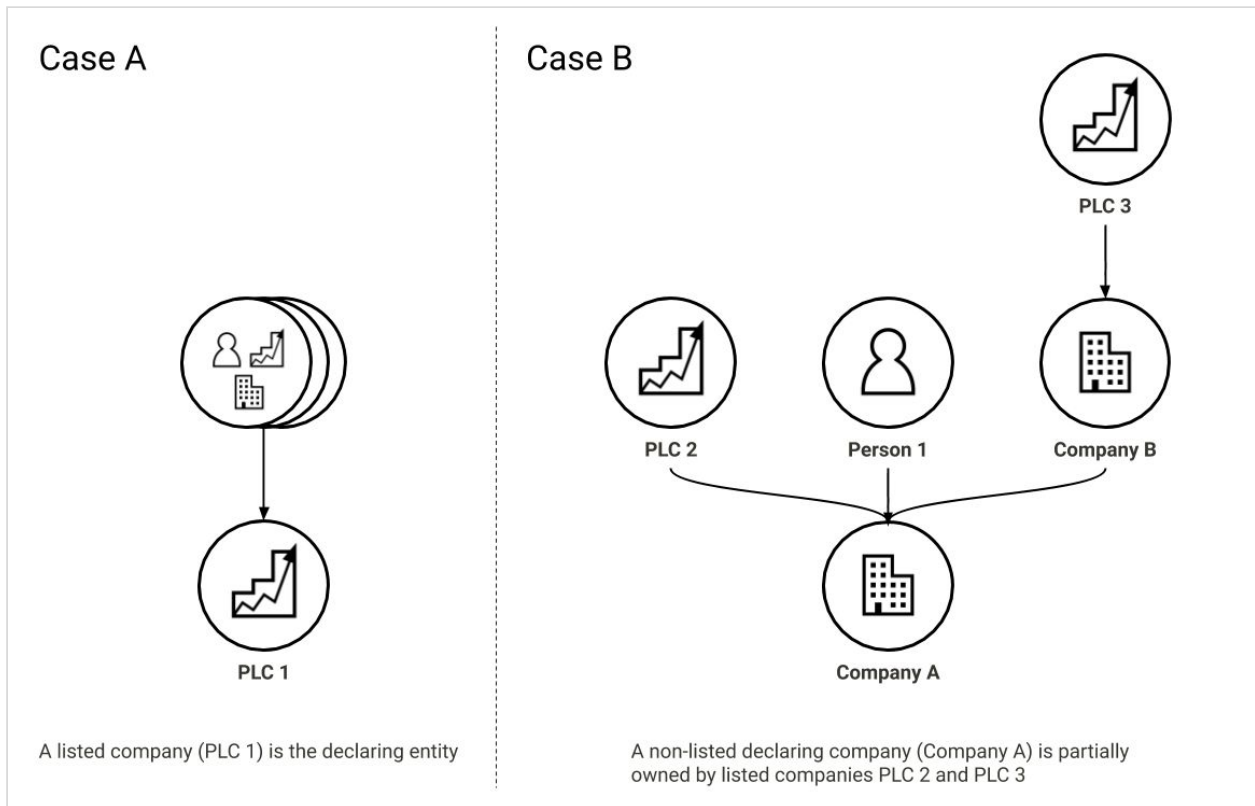 Case A
Case B
PLC 3
PLC 2
Person 1
Company B
PLC 1
Company A
A listed company (PLC 1) is the declaring entity
A non-listed declaring company (Company A) is partially
owned by listed companies PLC 2 and PLC 3